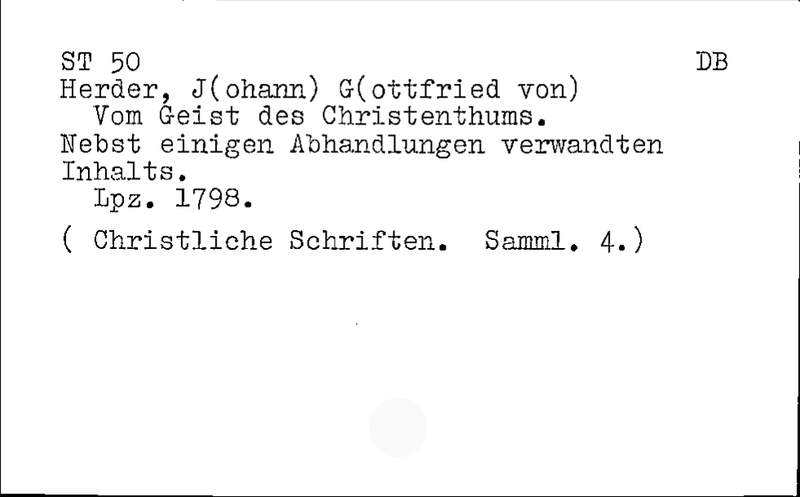 ST 50 DB
Herder, J(ohann) G(ottfried von)
Vom Geist des Christenthums.
Nebst einigen Abhandlungen verwandten
Inhalts.
Lpz. 1798.
( Christliche Schriften. Samml. 4.)